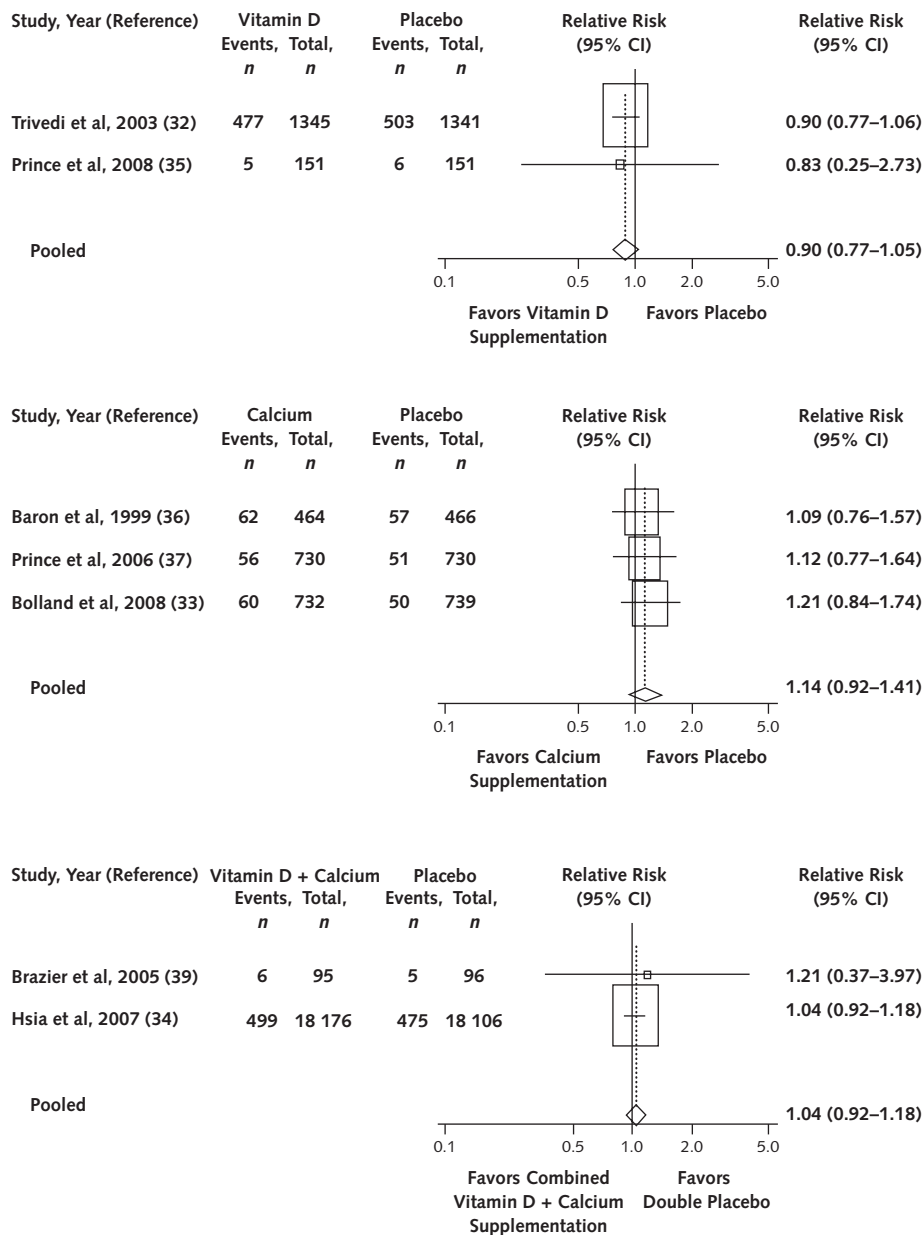 Study, Year (Reference) Vitamin D Placebo Relative Risk Relative Risk
Events, Total, Events, Total, (95% CI) (95% CI)
n n n n
Trivedi et al, 2003 (32) 477 1345 503 1341 0.90 (0.77–1.06)
Prince et al, 2008 (35) 5 151 6 151 0.83 (0.25–2.73)
Pooled 0.90 (0.77–1.05)
0.1 0.5 1.0 2.0 5.0
Favors Vitamin D Favors Placebo
Supplementation
Study, Year (Reference) Calcium Placebo Relative Risk Relative Risk
Events, Total, Events, Total, (95% CI) (95% CI)
n n n n
Baron et al, 1999 (36) 62 464 57 466 1.09 (0.76–1.57)
Prince et al, 2006 (37) 56 730 51 730 1.12 (0.77–1.64)
Bolland et al, 2008 (33) 60 732 50 739 1.21 (0.84–1.74)
Pooled 1.14 (0.92–1.41)
0.1 0.5 1.0 2.0 5.0
Favors Calcium Favors Placebo
Supplementation
Study, Year (Reference) Vitamin D + Calcium Placebo Relative Risk Relative Risk
Events, Total, Events, Total, (95% CI) (95% CI)
n n n n
Brazier et al, 2005 (39) 6 95 5 96 1.21 (0.37–3.97)
Hsia et al, 2007 (34) 499 18 176 475 18 106 1.04 (0.92–1.18)
Pooled 1.04 (0.92–1.18)
0.1 0.5 1.0 2.0 5.0
Favors Combined Favors
Vitamin D + Calcium Double Placebo
Supplementation